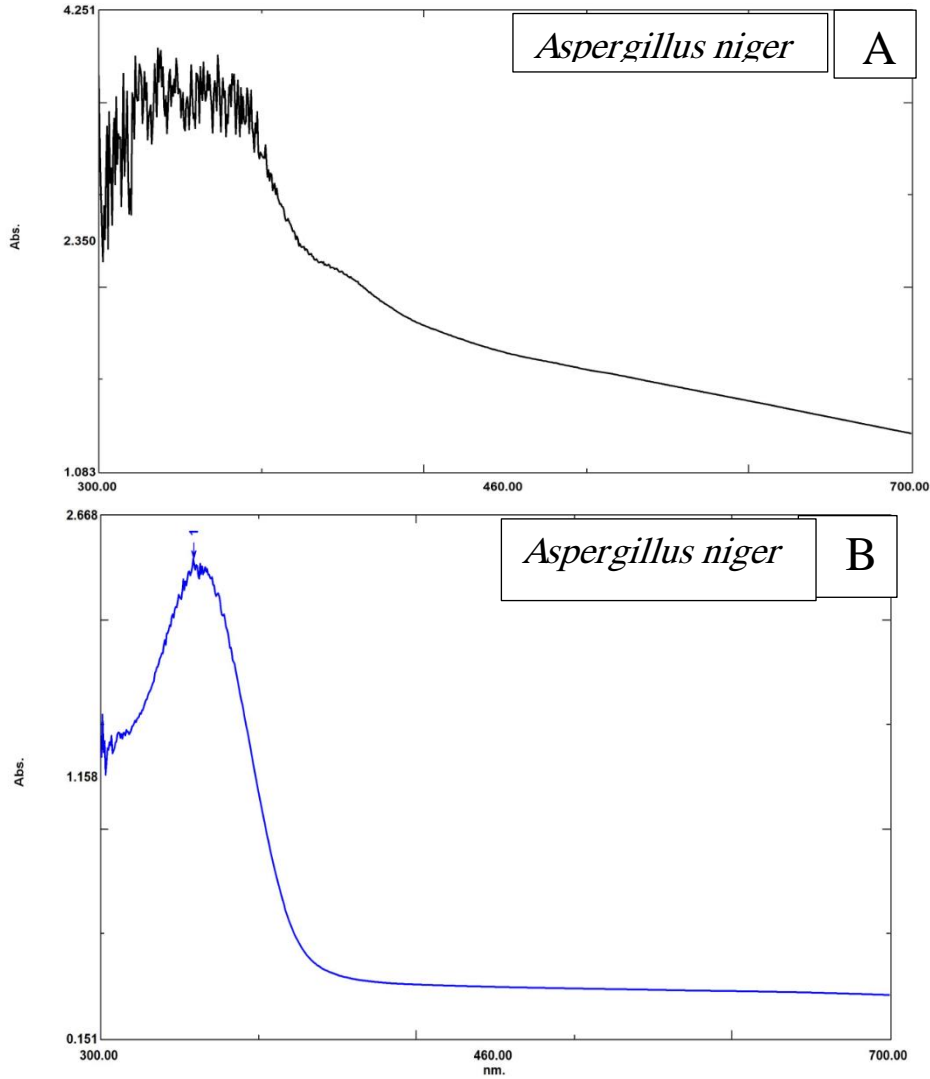 4.251
Aspergillus niger
A
Abs.
2.350
1.083
300.00
460.00
700.00
2.668
1
Aspergillus niger
B
Abs.
1.158
0.151
300.00
460.00
700.00
nm.